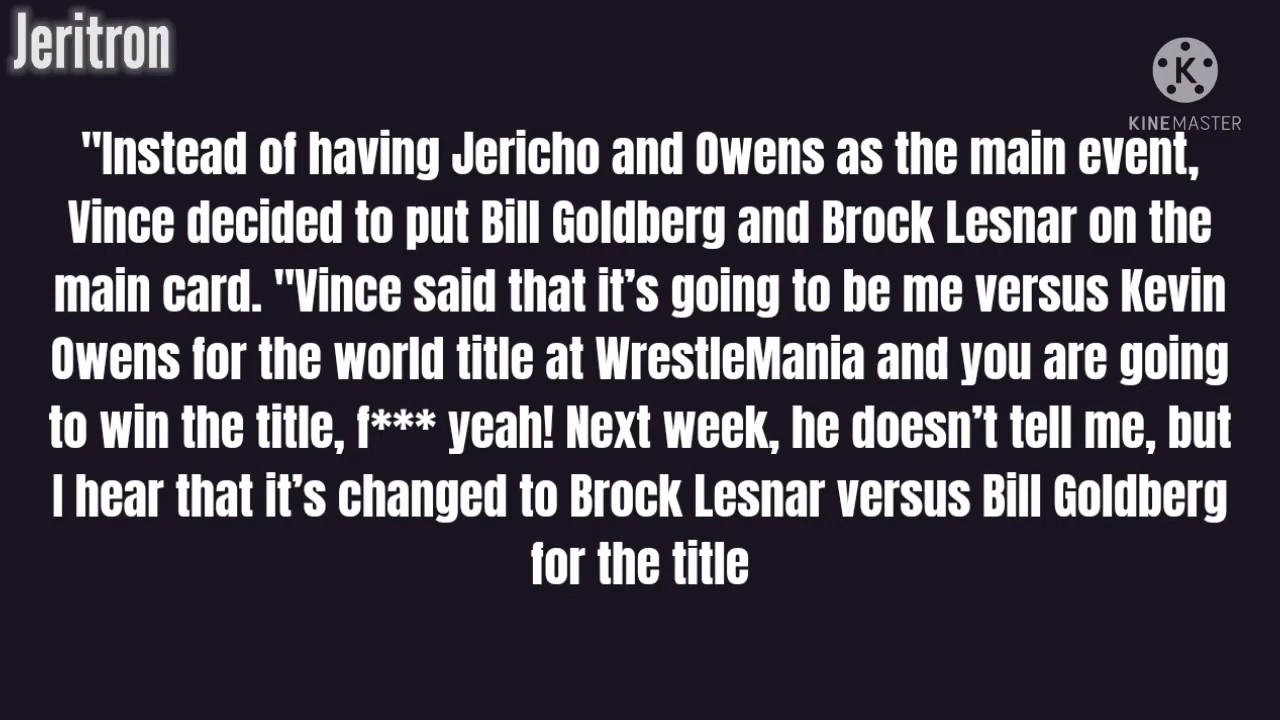 Jeritron
KINEMASTER
"Instead of having Jericho and Owens as the main event,
Vince decided to put Bill Goldberg and Brock Lesnar on the
main card. "Vince said that it’s going to be me versus Kevin
Owens for the world title at WrestleMania and you are going
to win the title, f*** yeah! Next week, he doesn’t tell me, but
I hear that it’s changed to Brock Lesnar versus Bill Goldberg
for the title